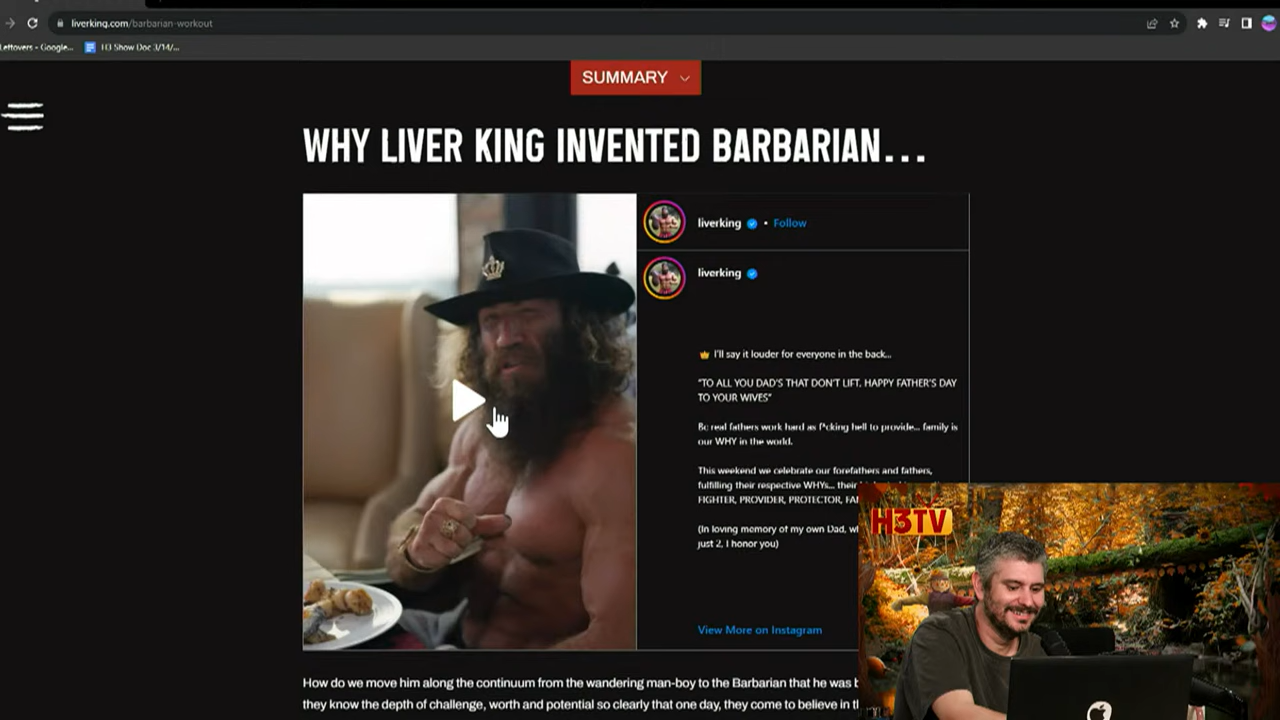 liverking.com/barbarian-workout
Leftovers - Google...
H3 Show Doc 3/14/...
SUMMARY
WHY LIVER KING INVENTED BARBARIAN...
liverking • Follow
liverking
I'll say it louder for everyone in the back...
"TO ALL YOU DAD'S THAT DON'T LIFT. HAPPY FATHER'S DAY
TO YOUR WIVES"
Bc real fathers work hard as f*cking hell to provide... family is
our WHY in the world.
This weekend we celebrate our forefathers and fathers,
fulfilling their respective WHYs... their
FIGHTER, PROVIDER, PROTECTOR,
(In loving memory of my own Dad,
just 2, I honor you)
View More on Instagram
H3TV
How do we move him along the continuum from the wandering man-boy to the Barbarian that he was
they know the depth of challenge, worth and potential so clearly that one day, they come to believe in